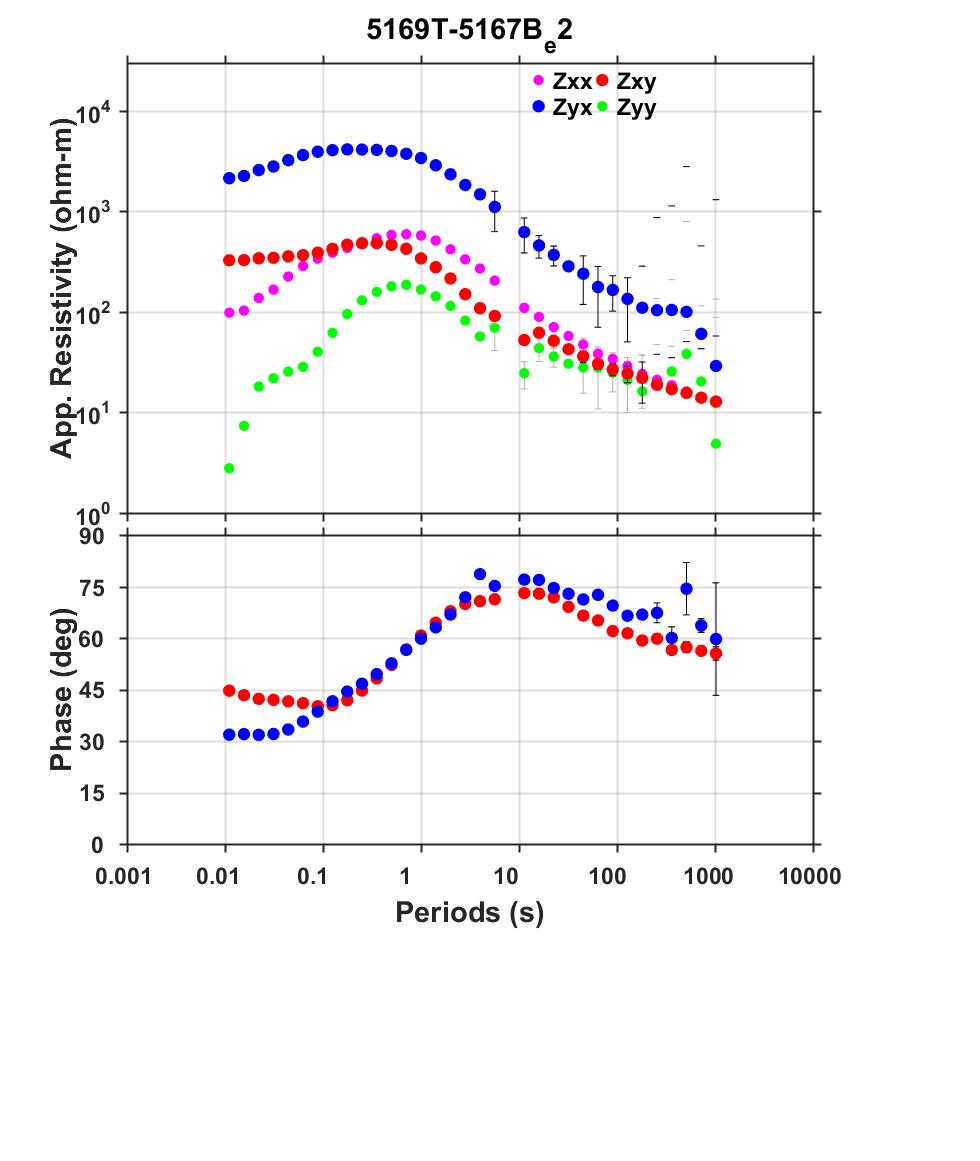 5169T-5167Be2
Zxx Zxy
Zyx Zyy
App. Resistivity (ohm-m)
10^4
10^3
10^2
10^1
10^0
Phase (deg)
90
75
60
45
30
15
0
0.001 0.01 0.1 1 10 100 1000 10000
Periods (s)